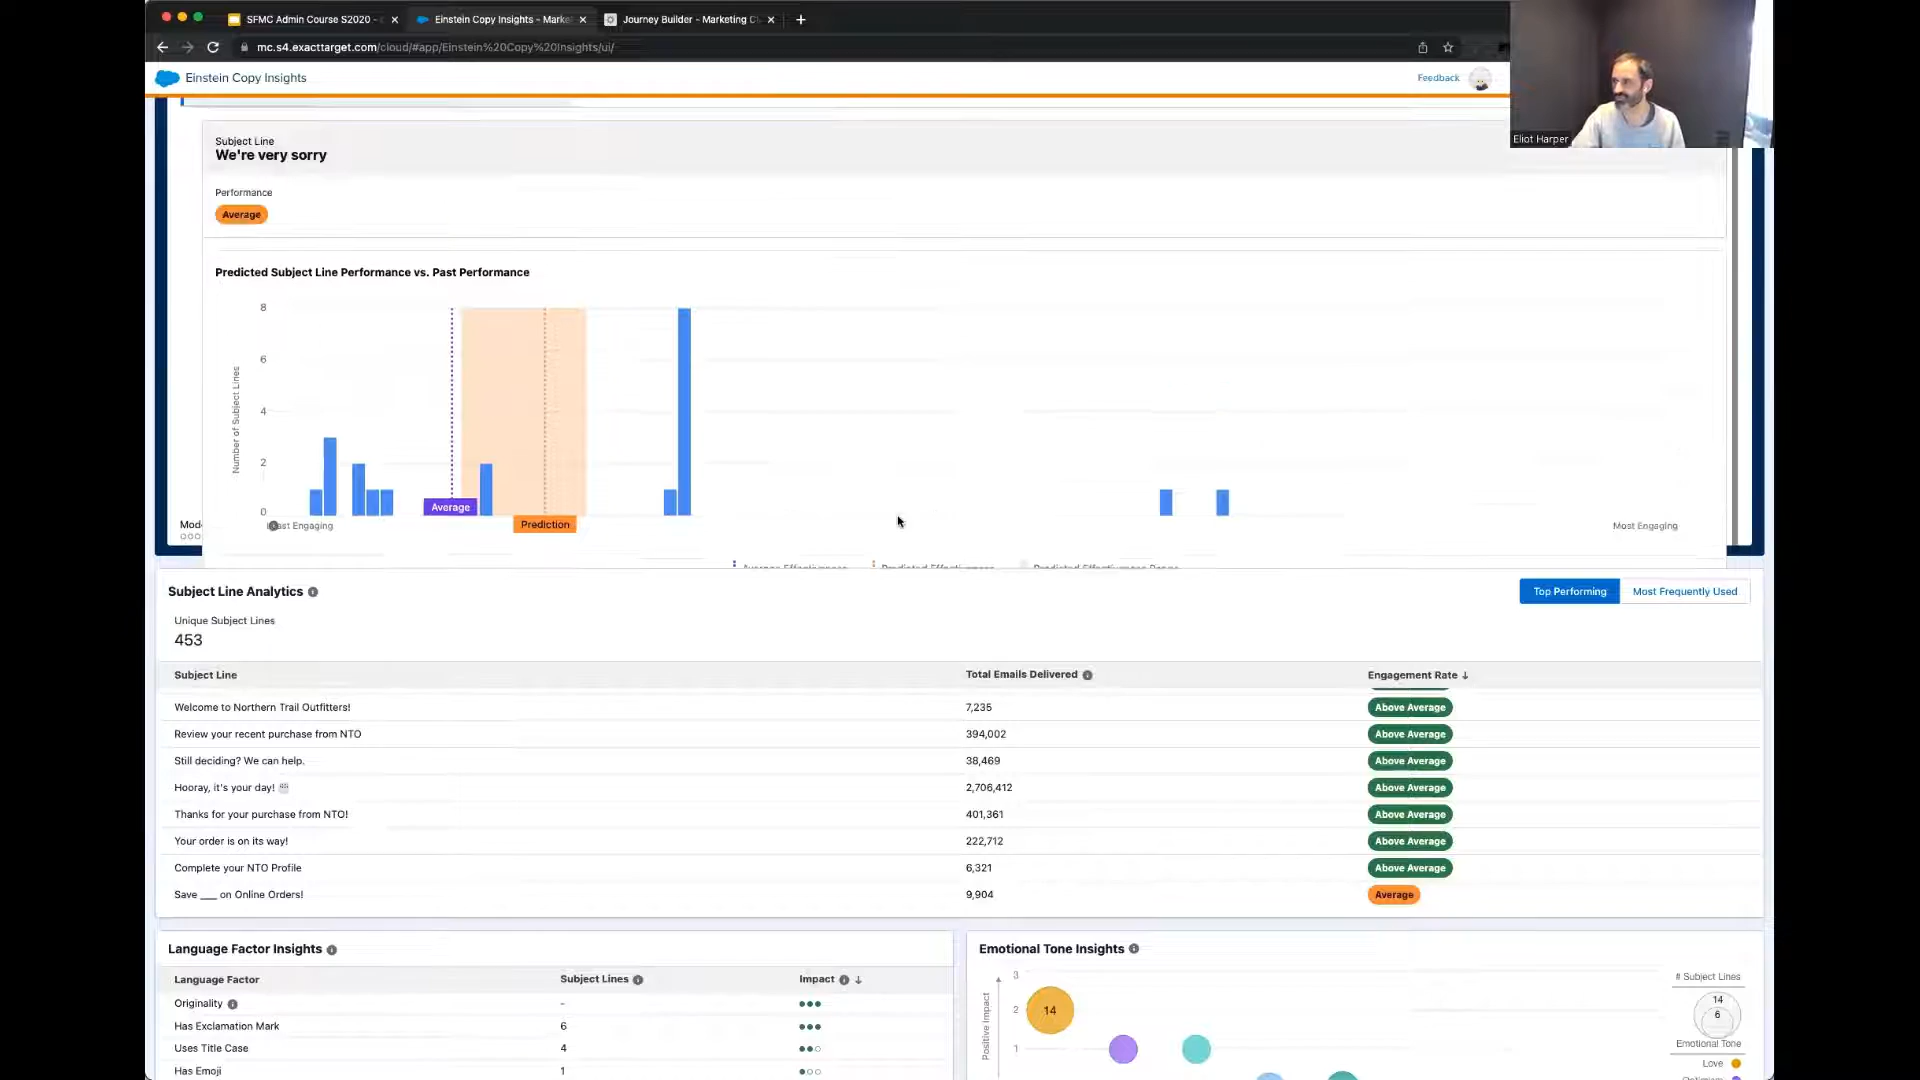 SFMC Admin Course S2020 -
Einstein Copy Insights - Marke
Journey Builder - Marketing Cl
mc.s4.exacttarget.com/cloud/#app/Einstein%20Copy%20Insights/ui/
Einstein Copy Insights
Feedback
Eliot Harper
Subject Line
We're very sorry
Performance
Average
Predicted Subject Line Performance vs. Past Performance
Number of Subject Lines
8
6
4
2
0
Average
Prediction
Engaging
Most Engaging
Average Effectiveness
Predicted Effectiveness
Predicted Effectiveness Range
Subject Line Analytics
Top Performing
Most Frequently Used
Unique Subject Lines
453
Subject Line Total Emails Delivered Engagement Rate ↓
Welcome to Northern Trail Outfitters! 7,235 Above Average
Review your recent purchase from NTO 394,002 Above Average
Still deciding? We can help. 38,469 Above Average
Hooray, it's your day! 2,706,412 Above Average
Thanks for your purchase from NTO! 401,361 Above Average
Your order is on its way! 222,712 Above Average
Complete your NTO Profile 6,321 Above Average
Save ___ on Online Orders! 9,904 Average
Language Factor Insights
Language Factor Subject Lines Impact ↓
Originality -
Has Exclamation Mark 6
Uses Title Case 4
Has Emoji 1
Emotional Tone Insights
Positive Impact
3
2
1
14
# Subject Lines
14
6
Emotional Tone
Love